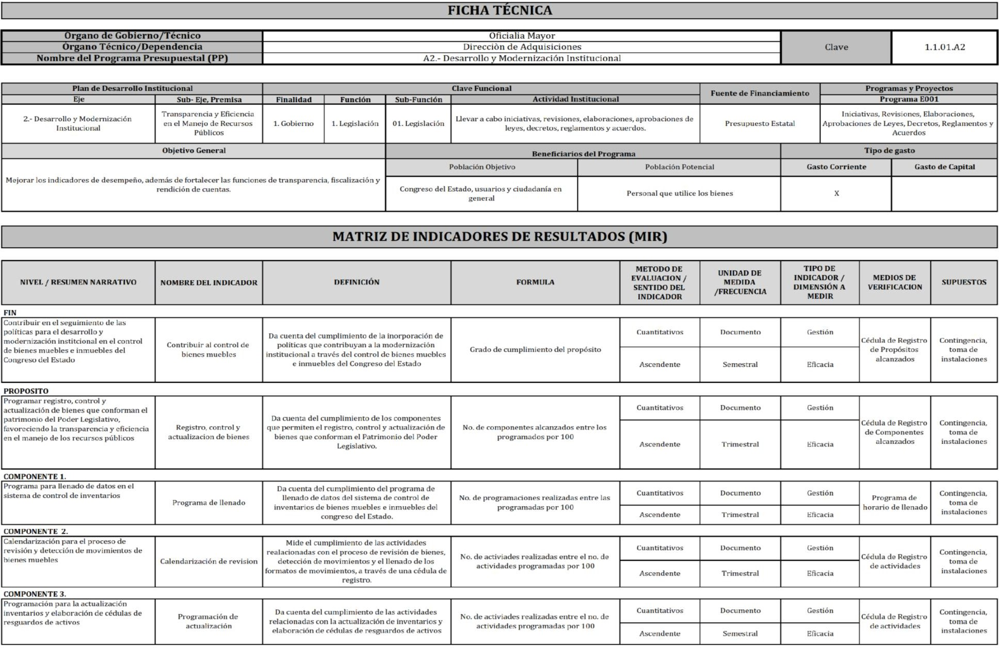 FICHA TÉCNICA
Órgano de Gobierno/Técnico
Oficialia Mayor
Órgano Técnico/Dependencia
Direcciòn de Adquisiciones
Nombre del Programa Presupuestal (PP)
A2.- Desarrollo y Modernización Institucional
Clave
1.1.01.A2
Plan de Desarrollo Institucional
Clave Funcional
Fuente de Financiamiento
Programas y Proyectos
Eje
Sub- Eje, Premisa
Finalidad
Función
Sub-Función
Actividad Institucional
Programa E001
2.- Desarrollo y Modernización
Institucional
Transparencia y Eficiencia
en el Manejo de Recursos
Públicos
1. Gobierno
1. Legislación
01. Legislación
Llevar a cabo iniciativas, revisiones, elaboraciones, aprobaciones de
leyes, decretos, reglamentos y acuerdos.
Presupuesto Estatal
Iniciativas, Revisiones, Elaboraciones,
Aprobaciones de Leyes, Decretos, Reglamentos y
Acuerdos
Objetivo General
Beneficiarios del Programa
Tipo de gasto
Población Objetivo
Población Potencial
Gasto Corriente
Gasto de Capital
Mejorar los indicadores de desempeño, además de fortalecer las funciones de transparencia, fiscalización y
rendición de cuentas.
Congreso del Estado, usuarios y ciudadanía en
general
Personal que utilice los bienes
X
MATRIZ DE INDICADORES DE RESULTADOS (MIR)
NIVEL / RESUMEN NARRATIVO
NOMBRE DEL INDICADOR
DEFINICIÓN
FORMULA
METODO DE
EVALUACION /
SENTIDO DEL
INDICADOR
UNIDAD DE
MEDIDA
/FRECUENCIA
TIPO DE
INDICADOR /
DIMENSIÓN A
MEDIR
MEDIOS DE
VERIFICACION
SUPUESTOS
FIN
Contribuir en el seguimiento de las
políticas para el desarrollo y
modernización institcional en el control
de bienes muebles e inmuebles del
Congreso del Estado
Contribuir al control de
bienes muebles
Da cuenta del cumplimiento de la inorporación de
políticas que contribuyan a la modernización
institucional a través del control de bienes muebles
e inmuebles del Congreso del Estado
Grado de cumplimiento del propósito
Cuantitativos
Documento
Gestión
Ascendente
Semestral
Eficacia
Cédula de Registro
de Propósitos
alcanzados
Contingencia,
toma de
instalaciones
PROPOSITO
Programar registro, control y
actualización de bienes que conforman el
patrimonio del Poder Legislativo,
favoreciendo la transparencia y eficiencia
en el manejo de los recursos públicos
Registro, control y
actualizacion de bienes
Da cuenta del cumplimiento de los componentes
que permiten el registro, control y actualización de
bienes que conforman el Patrimonio del Poder
Legislativo.
No. de componentes alcanzados entre los
programados por 100
Cuantitativos
Documento
Gestión
Ascendente
Trimestral
Eficacia
Cédula de Registro
de Componentes
alcanzados
Contingencia,
toma de
instalaciones
COMPONENTE 1.
Programa para llenado de datos en el
sistema de control de inventarios
Programa de llenado
Da cuenta del cumplimiento del programa de
llenado de datos del sistema de control de
inventarios de bienes muebles e inmuebles del
congreso del Estado.
No. de programaciones realizadas entre las
programadas por 100
Cuantitativos
Documento
Gestión
Ascendente
Trimestral
Eficacia
Programa de
horario de llenado
Contingencia,
toma de
instalaciones
COMPONENTE 2.
Calendarización para el proceso de
revisión y detección de movimientos de
bienes muebles
Calendarización de revision
Mide el cumplimiento de las actividades
realacionadas con el proceso de revisión de bienes,
detección de movimientos y el llenado de los
formatos de movimientos, a través de una cédula de
registro.
No. de activiades realizadas entre el no. de
actividades programadas por 100
Cuantitativos
Documento
Gestión
Ascendente
Trimestral
Eficacia
Cédula de Registro
de actividades
Contingencia,
toma de
instalaciones
COMPONENTE 3.
Programación para la actualización
inventarios y elaboración de cédulas de
resguardos de activos
Programación de
actualización
Da cuenta del cumplimiento de las actividades
relacionadas con la actualización de inventarios y
elaboración de cédulas de resguardos de activos
No. de activiades realizadas entre el no. de
actividades programadas por 100
Cuantitativos
Documento
Gestión
Ascendente
Semestral
Eficacia
Cédula de Registro
de actividades
Contingencia,
toma de
instalaciones